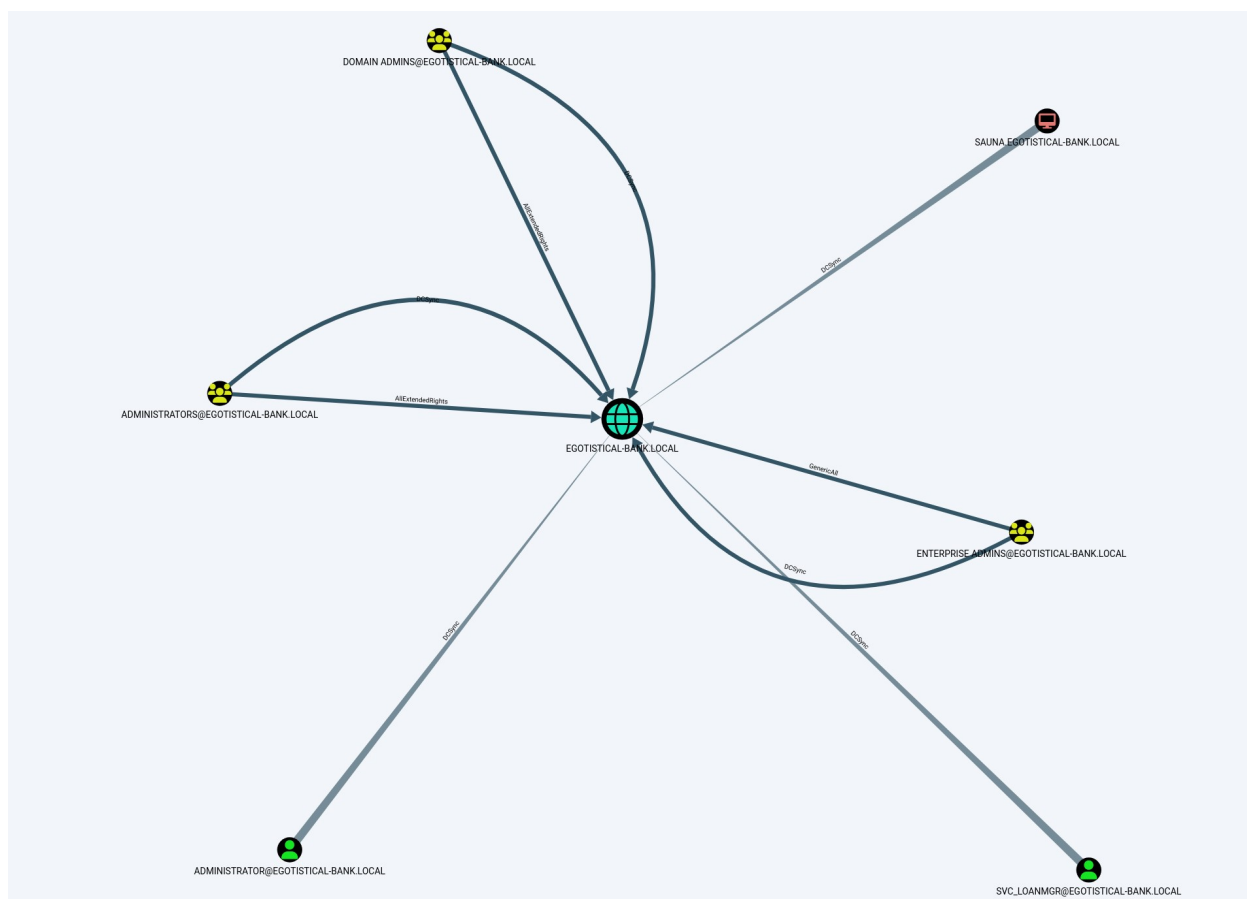 DOMAIN ADMINS@EGOTISTICAL-BANK.LOCAL
SAUNA.EGOTISTICAL-BANK.LOCAL
DCSync
AllExtendedRights
DCSync
DCSync
AllExtendedRights
ADMINISTRATORS@EGOTISTICAL-BANK.LOCAL
EGOTISTICAL-BANK.LOCAL
GenericAll
ENTERPRISE ADMINS@EGOTISTICAL-BANK.LOCAL
DCSync
DCSync
DCSync
ADMINISTRATOR@EGOTISTICAL-BANK.LOCAL
SVC_LOANMGR@EGOTISTICAL-BANK.LOCAL